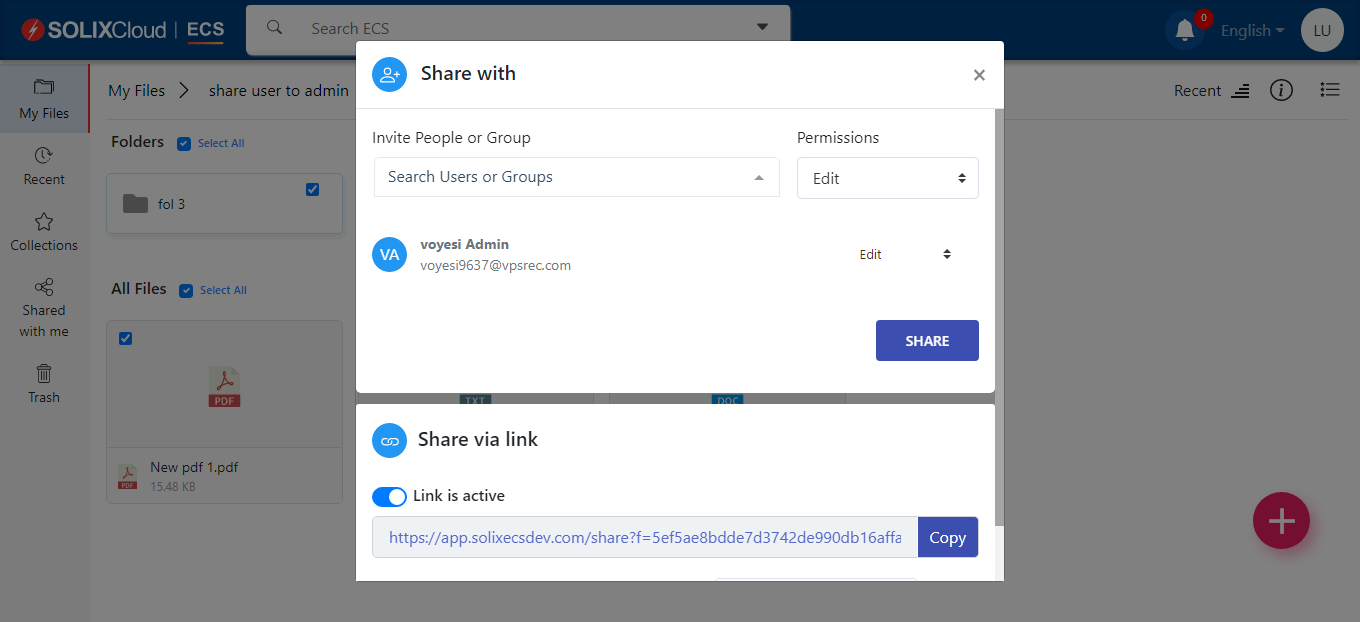 SOLIXCloud | ECS
Search ECS
0
English
LU
My Files
Recent
Collections
Shared
with me
Trash
My Files
share user to admin
Recent
Folders
Select All
fol 3
All Files
Select All
PDF
PDF
New pdf 1.pdf
15.48 KB
TXT
DOC
Share with
×
Invite People or Group
Permissions
Search Users or Groups
Edit
VA
voyesi Admin
voyesi9637@vpsrec.com
Edit
SHARE
Share via link
Link is active
https://app.solixecsdev.com/share?f=5ef5ae8bdde7d3742de990db16affa
Copy